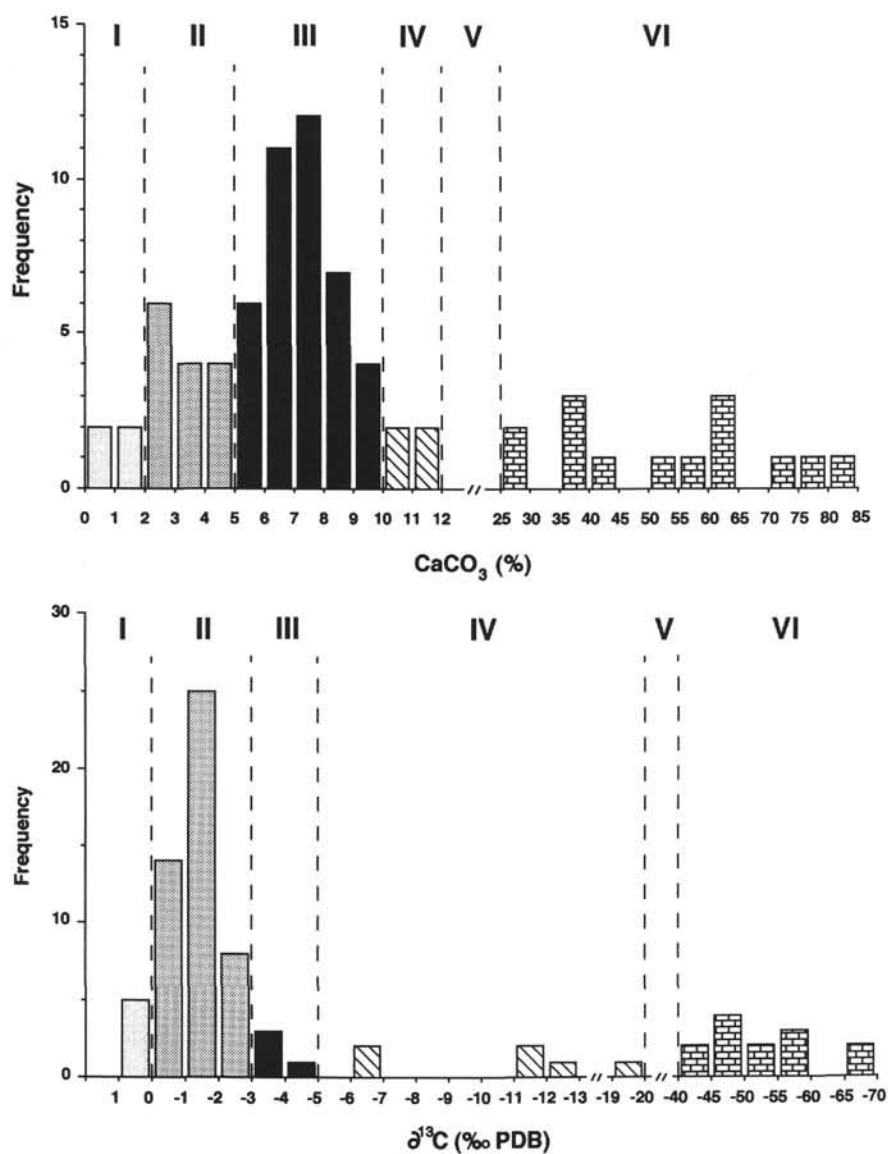 I II III IV V VI
15
10
5
0
Frequency
0 1 2 3 4 5 6 7 8 9 10 11 12 // 25 30 35 40 45 50 55 60 65 70 75 80 85
CaCO₃ (%)
I II III IV V VI
30
20
10
0
Frequency
1 0 -1 -2 -3 -4 -5 -6 -7 -8 -9 -10 -11 -12 -13 // -19 -20 // -40 -45 -50 -55 -60 -65 -70
∂¹³C (‰ PDB)